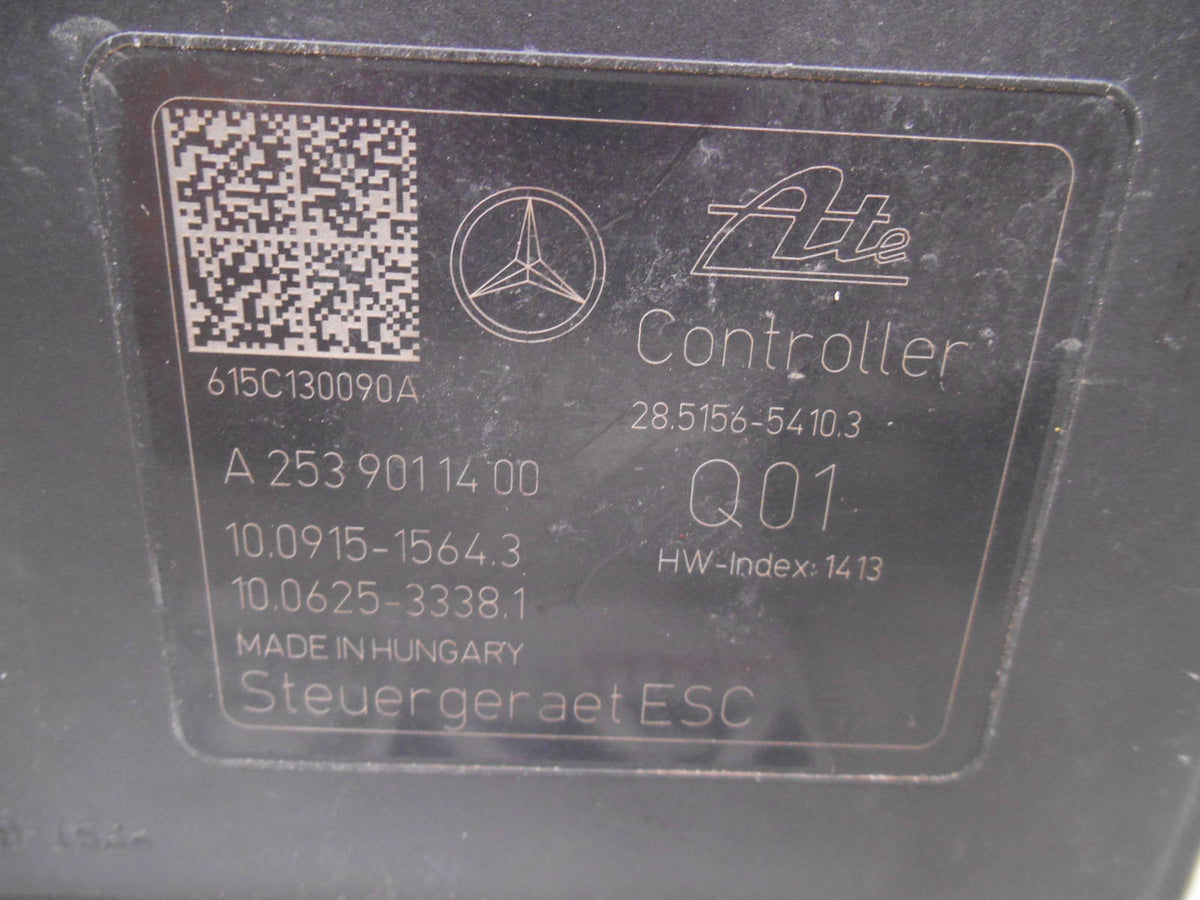 Ate
Controller
615C130090A
28.5156-5410.3
A 253 901 14 00
Q01
10.0915-1564.3
HW-Index: 1413
10.0625-3338.1
MADE IN HUNGARY
Steuergeraet ESC